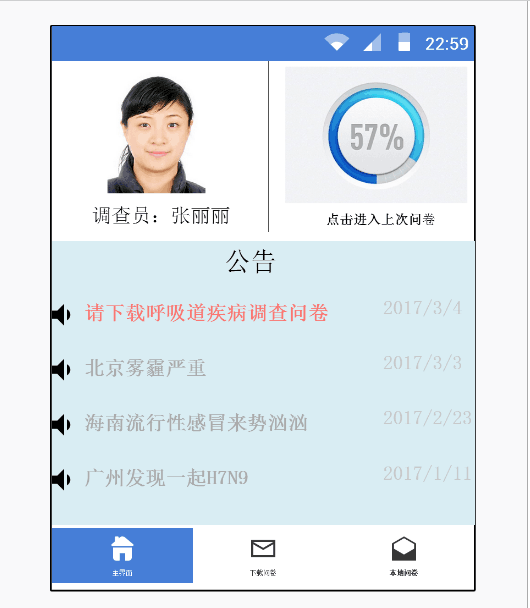 22:59
57%
调查员：张丽丽
点击进入上次问卷
公告
请下载呼吸道疾病调查问卷 2017/3/4
北京雾霾严重 2017/3/3
海南流行性感冒来势汹汹 2017/2/23
广州发现一起H7N9 2017/1/11
主界面
下载问卷
本地问卷